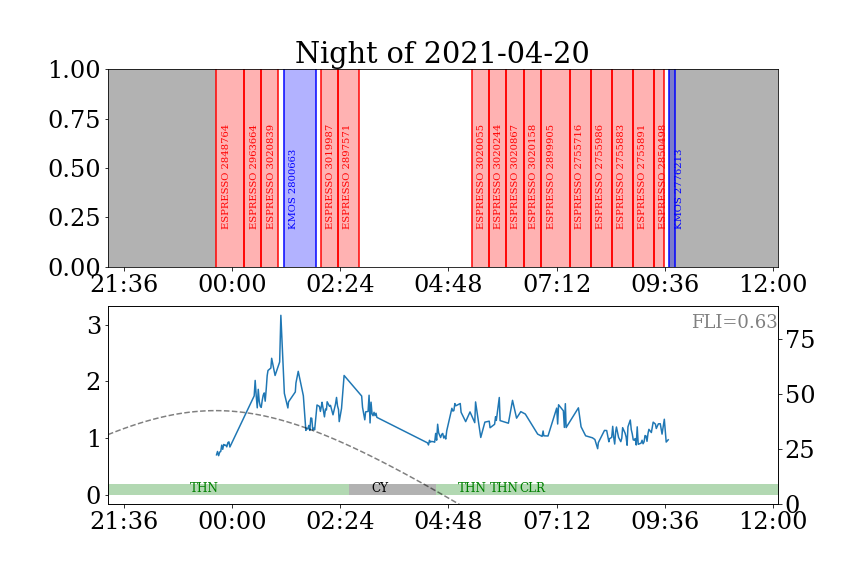 Night of 2021-04-20
1.00
0.75
0.50
0.25
0.00
ESPRESSO 2848764
ESPRESSO 2963664
ESPRESSO 3020839
KMOS 2800663
ESPRESSO 3019987
ESPRESSO 2897571
ESPRESSO 3020055
ESPRESSO 3020244
ESPRESSO 3020867
ESPRESSO 3020158
ESPRESSO 2899905
ESPRESSO 2755716
ESPRESSO 2755986
ESPRESSO 2755883
ESPRESSO 2755891
ESPRESSO 2850498
KMOS 2776213
21:36 00:00 02:24 04:48 07:12 09:36 12:00
FLI=0.63
3
2
1
0
75
50
25
0
THN CY THN THN CLR
21:36 00:00 02:24 04:48 07:12 09:36 12:00